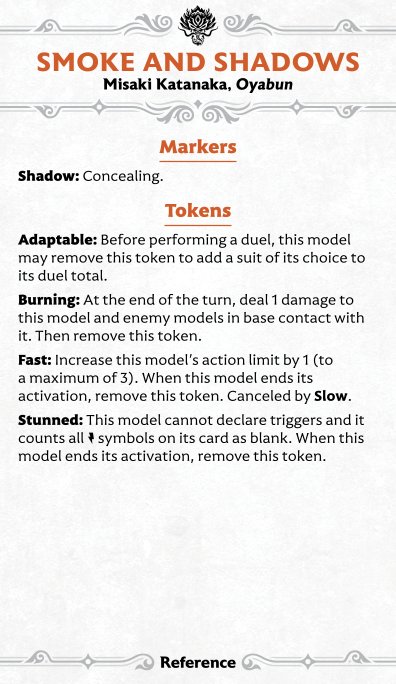 SMOKE AND SHADOWS
Misaki Katanaka, Oyabun
Markers
Shadow: Concealing.
Tokens
Adaptable: Before performing a duel, this model
may remove this token to add a suit of its choice to
its duel total.
Burning: At the end of the turn, deal 1 damage to
this model and enemy models in base contact with
it. Then remove this token.
Fast: Increase this model's action limit by 1 (to
a maximum of 3). When this model ends its
activation, remove this token. Canceled by Slow.
Stunned: This model cannot declare triggers and it
counts all symbols on its card as blank. When this
model ends its activation, remove this token.
Reference